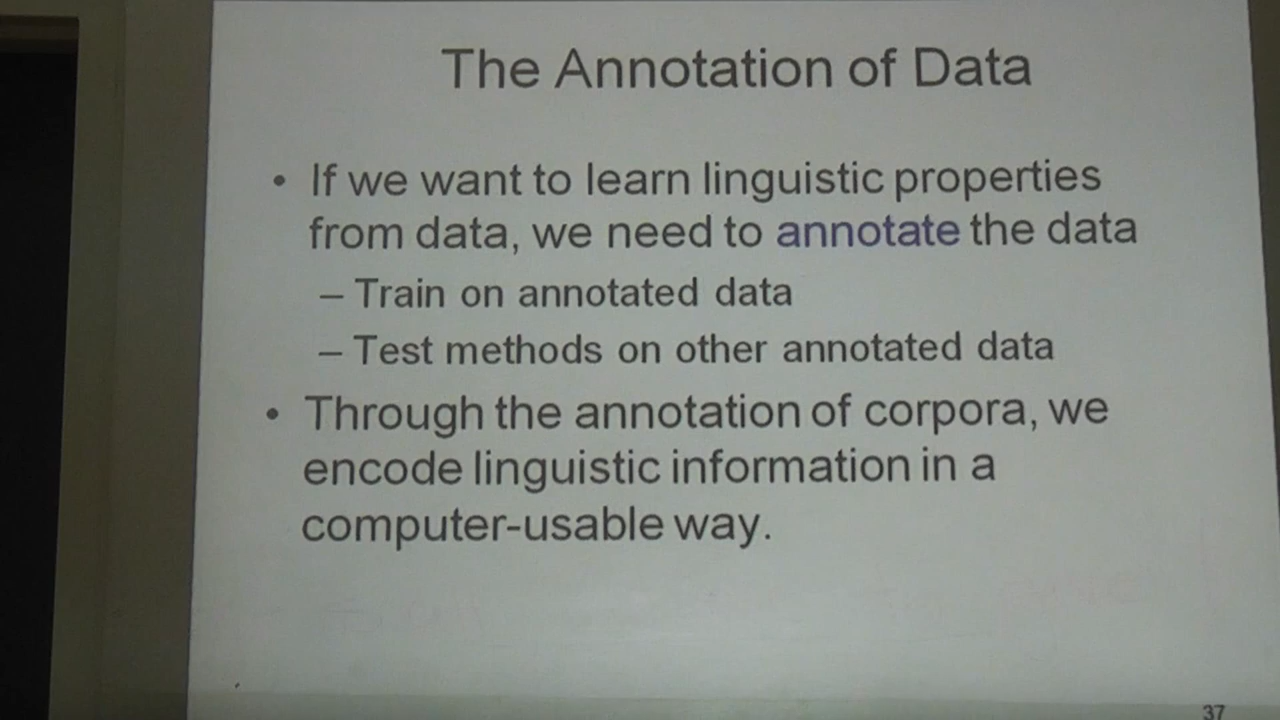 The Annotation of Data
• If we want to learn linguistic properties
from data, we need to annotate the data
– Train on annotated data
– Test methods on other annotated data
• Through the annotation of corpora, we
encode linguistic information in a
computer-usable way.
37